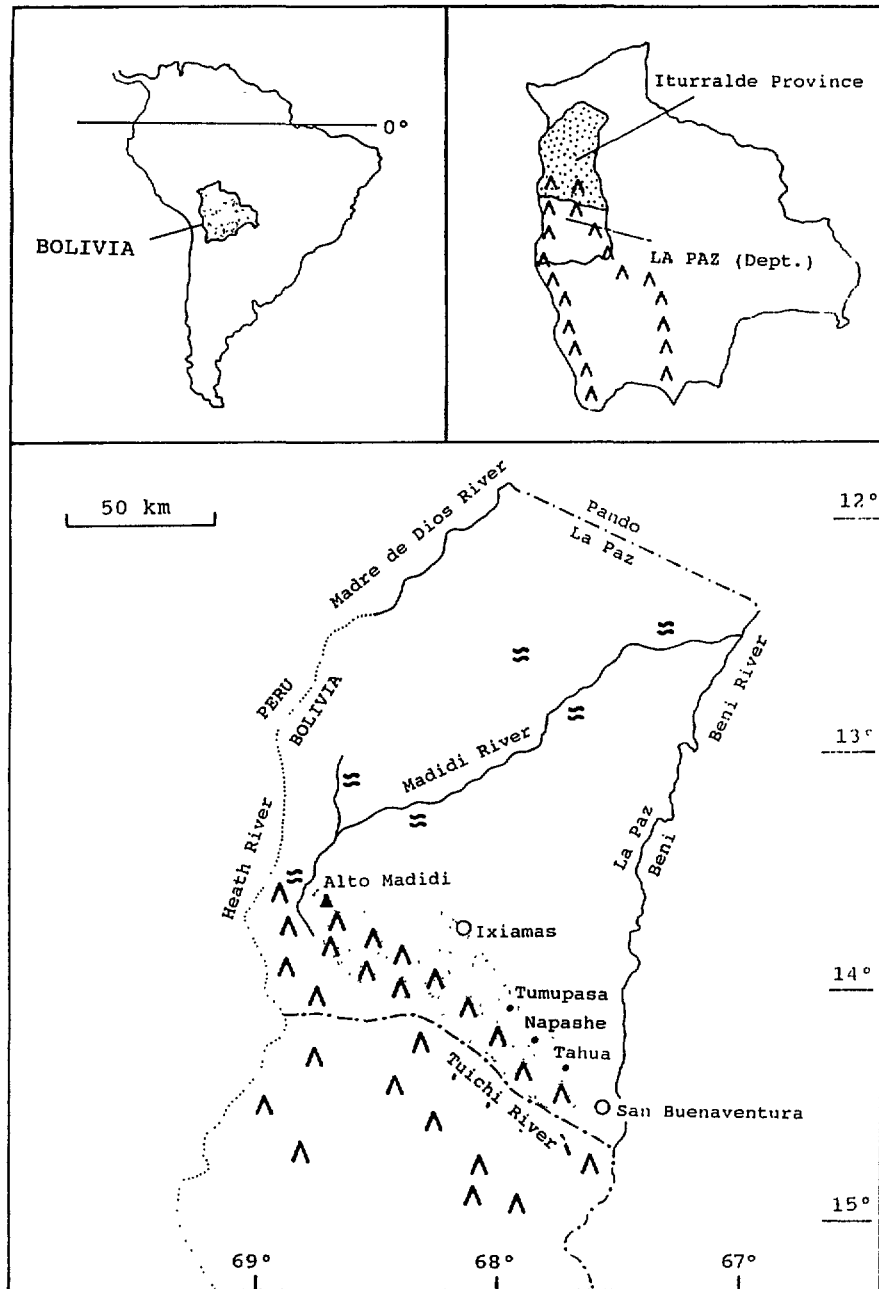 0°
BOLIVIA
Iturralde Province
LA PAZ (Dept.)
50 km
12°
Madre de Dios River
Pando
La Paz
PERU
BOLIVIA
Beni River
13°
Madidi River
La Paz
Beni
Heath River
Alto Madidi
Ixiamas
14°
Tumupasa
Napashe
Tahua
Tuichi River
San Buenaventura
15°
69°
68°
67°